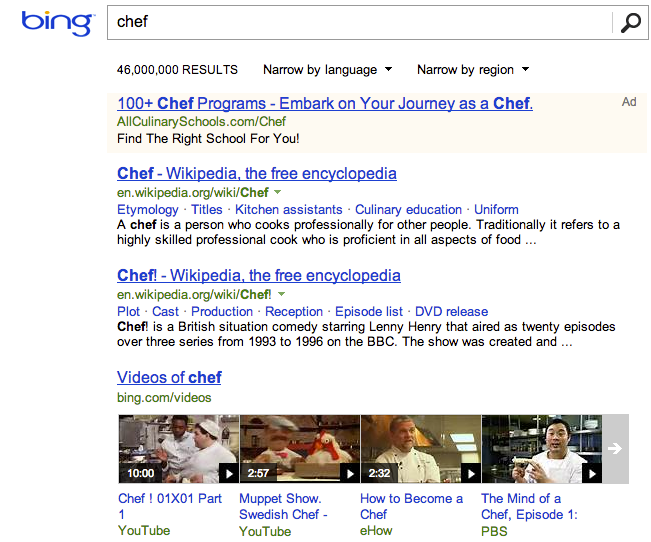 bing
chef
46,000,000 RESULTS Narrow by language Narrow by region
100+ Chef Programs - Embark on Your Journey as a Chef. Ad
AllCulinarySchools.com/Chef
Find The Right School For You!
Chef - Wikipedia, the free encyclopedia
en.wikipedia.org/wiki/Chef
Etymology · Titles · Kitchen assistants · Culinary education · Uniform
A chef is a person who cooks professionally for other people. Traditionally it refers to a
highly skilled professional cook who is proficient in all aspects of food ...
Chef! - Wikipedia, the free encyclopedia
en.wikipedia.org/wiki/Chef!
Plot · Cast · Production · Reception · Episode list · DVD release
Chef! is a British situation comedy starring Lenny Henry that aired as twenty episodes
over three series from 1993 to 1996 on the BBC. The show was created and ...
Videos of chef
bing.com/videos
10:00 2:57 2:32
Chef ! 01X01 Part Muppet Show. How to Become a The Mind of a
1 Swedish Chef - Chef Chef, Episode 1:
YouTube YouTube eHow PBS